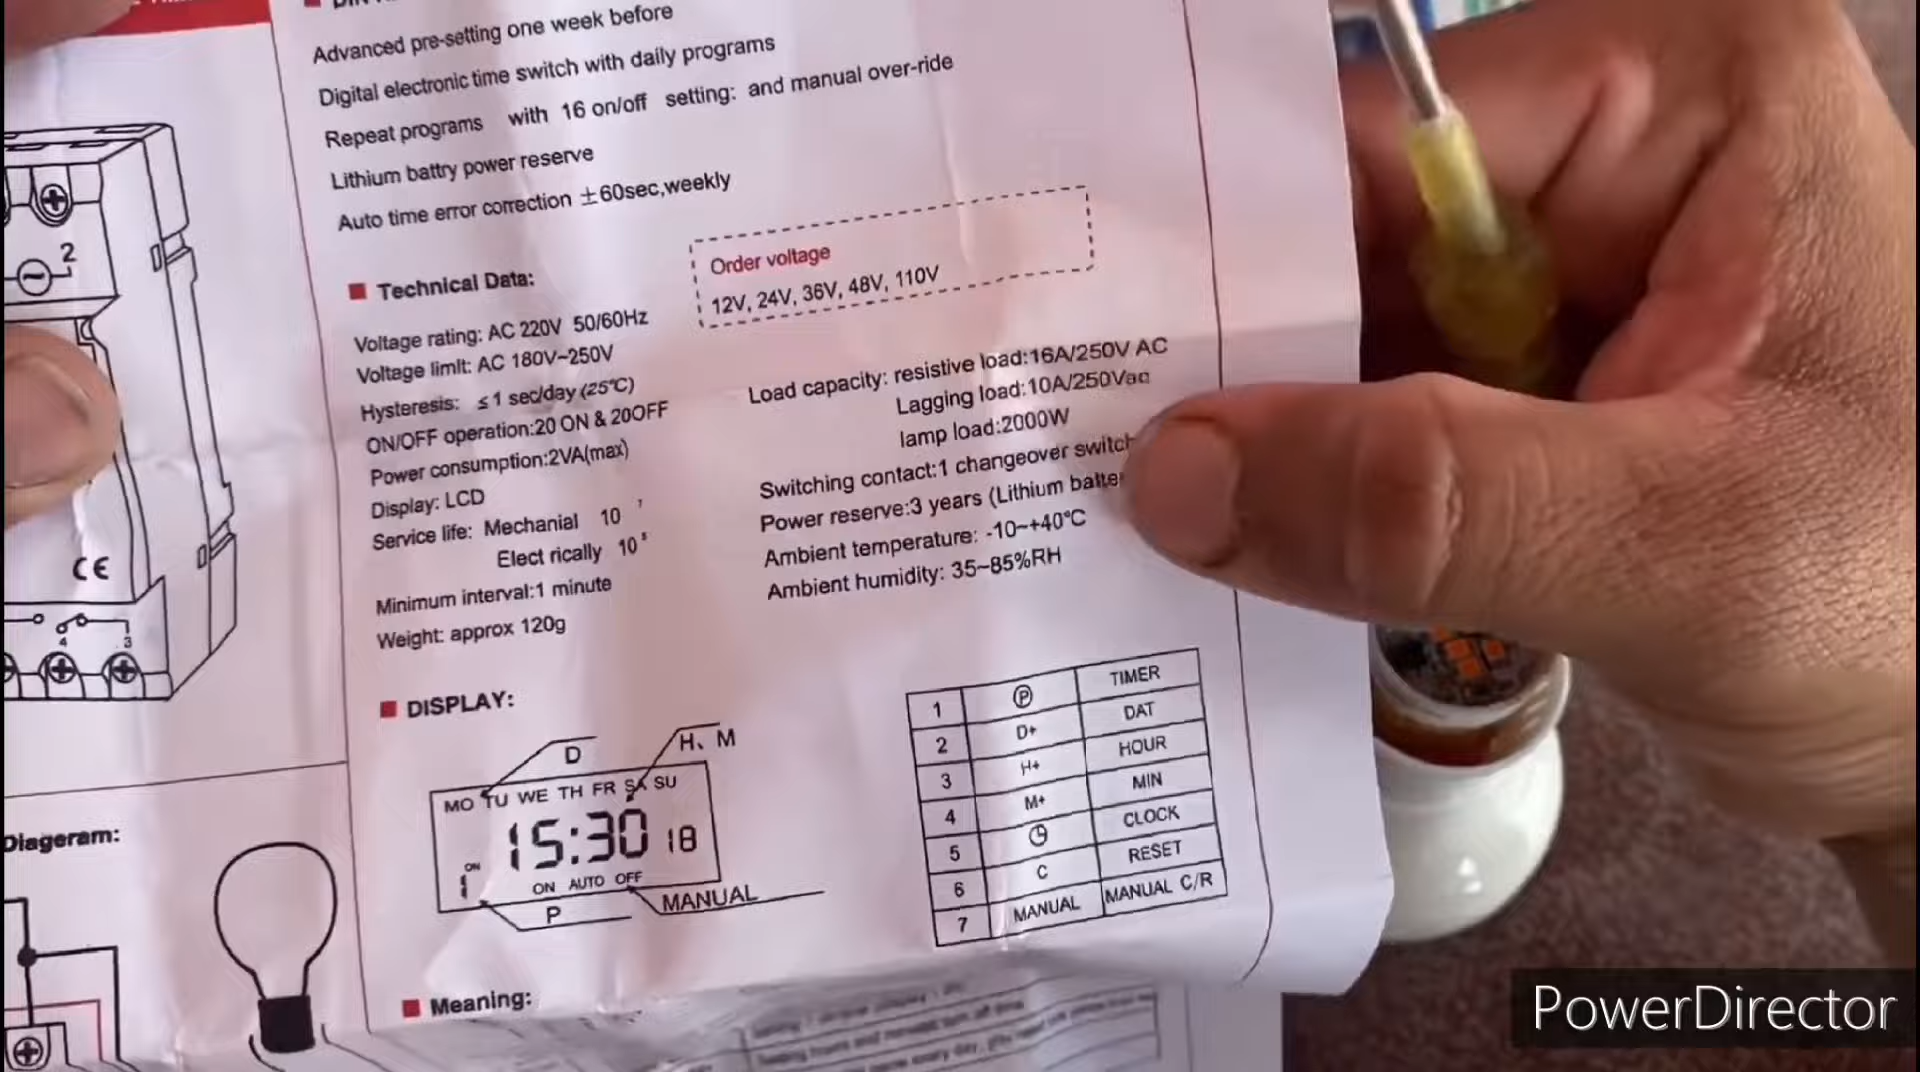 Advanced pre-setting one week before
Digital electronic time switch with daily programs
Repeat programs with 16 on/off setting: and manual over-ride
Lithium battry power reserve
Auto time error correction ±60sec,weekly
Order voltage
12V, 24V, 36V, 48V, 110V
■ Technical Data:
Voltage rating: AC 220V 50/60Hz
Voltage limlt: AC 180V~250V
Hysteresis: ≤1 sec/day (25℃)
ON/OFF operation:20 ON & 20OFF
Power consumption:2VA(max)
Display: LCD
Service life: Mechanial 10
Elect rically 10
Minimum interval:1 minute
Weight: approx 120g
Load capacity: resistive load:16A/250V AC
Lagging load:10A/250Vac
lamp load:2000W
Switching contact:1 changeover switch
Power reserve:3 years (Lithium
Ambient temperature: -10~+40℃
Ambient humidity: 35~85%RH
2
CE
4 3
■ DISPLAY:
D
H、M
MO TU WE TH FR SA SU
15:30 18
ON
1
ON AUTO OFF
P
MANUAL
1 Ⓟ TIMER
2 D+ DAT
3 H+ HOUR
4 M+ MIN
5 CLOCK
6 C RESET
7 MANUAL MANUAL C/R
Diageram:
■ Meaning:
PowerDirector